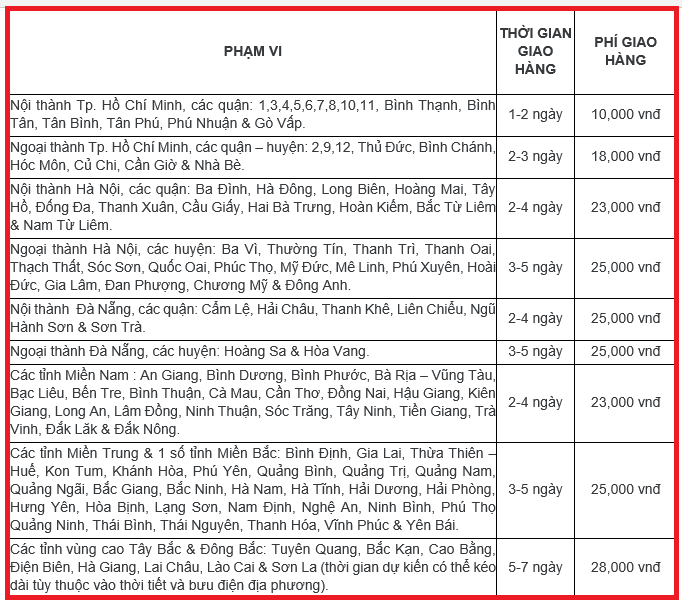 PHẠM VI
THỜI GIAN
GIAO
HÀNG
PHÍ GIAO
HÀNG
Nội thành Tp. Hồ Chí Minh, các quận: 1,3,4,5,6,7,8,10,11, Bình Thạnh, Bình
Tân, Tân Bình, Tân Phú, Phú Nhuận & Gò Vấp.
1-2 ngày
10,000 vnđ
Ngoại thành Tp. Hồ Chí Minh, các quận – huyện: 2,9,12, Thủ Đức, Bình Chánh,
Hóc Môn, Củ Chi, Cần Giờ & Nhà Bè.
2-3 ngày
18,000 vnđ
Nội thành Hà Nội, các quận: Ba Đình, Hà Đông, Long Biên, Hoàng Mai, Tây
Hồ, Đống Đa, Thanh Xuân, Cầu Giấy, Hai Bà Trưng, Hoàn Kiếm, Bắc Từ Liêm
& Nam Từ Liêm.
2-4 ngày
23,000 vnđ
Ngoại thành Hà Nội, các huyện: Ba Vì, Thường Tín, Thanh Trì, Thanh Oai,
Thạch Thất, Sóc Sơn, Quốc Oai, Phúc Thọ, Mỹ Đức, Mê Linh, Phú Xuyên, Hoài
Đức, Gia Lâm, Đan Phượng, Chương Mỹ & Đông Anh.
3-5 ngày
25,000 vnđ
Nội thành  Đà Nẵng, các quận: Cẩm Lệ, Hải Châu, Thanh Khê, Liên Chiểu, Ngũ
Hành Sơn & Sơn Trà.
2-4 ngày
25,000 vnđ
Ngoại thành Đà Nẵng, các huyện: Hoàng Sa & Hòa Vang.
3-5 ngày
25,000 vnđ
Các tỉnh Miền Nam : An Giang, Bình Dương, Bình Phước, Bà Rịa – Vũng Tàu,
Bạc Liêu, Bến Tre, Bình Thuận, Cà Mau, Cần Thơ, Đồng Nai, Hậu Giang, Kiên
Giang, Long An, Lâm Đồng, Ninh Thuận, Sóc Trăng, Tây Ninh, Tiền Giang, Trà
Vinh, Đắk Lăk & Đắk Nông.
2-4 ngày
23,000 vnđ
Các tỉnh Miền Trung & 1 số tỉnh Miền Bắc: Bình Định, Gia Lai, Thừa Thiên –
Huế, Kon Tum, Khánh Hòa, Phú Yên, Quảng Bình, Quảng Trị, Quảng Nam,
Quảng Ngãi, Bắc Giang, Bắc Ninh, Hà Nam, Hà Tĩnh, Hải Dương, Hải Phòng,
Hưng Yên, Hòa Bịnh, Lạng Sơn, Nam Định, Nghệ An, Ninh Bình, Phú Thọ
Quảng Ninh, Thái Bình, Thái Nguyên, Thanh Hóa, Vĩnh Phúc & Yên Bái.
3-5 ngày
25,000 vnđ
Các tỉnh vùng cao Tây Bắc & Đông Bắc: Tuyên Quang, Bắc Kạn, Cao Bằng,
Điện Biên, Hà Giang, Lai Châu, Lào Cai & Sơn La (thời gian dự kiến có thể kéo
dài tùy thuộc vào thời tiết và bưu điện địa phương).
5-7 ngày
28,000 vnđ